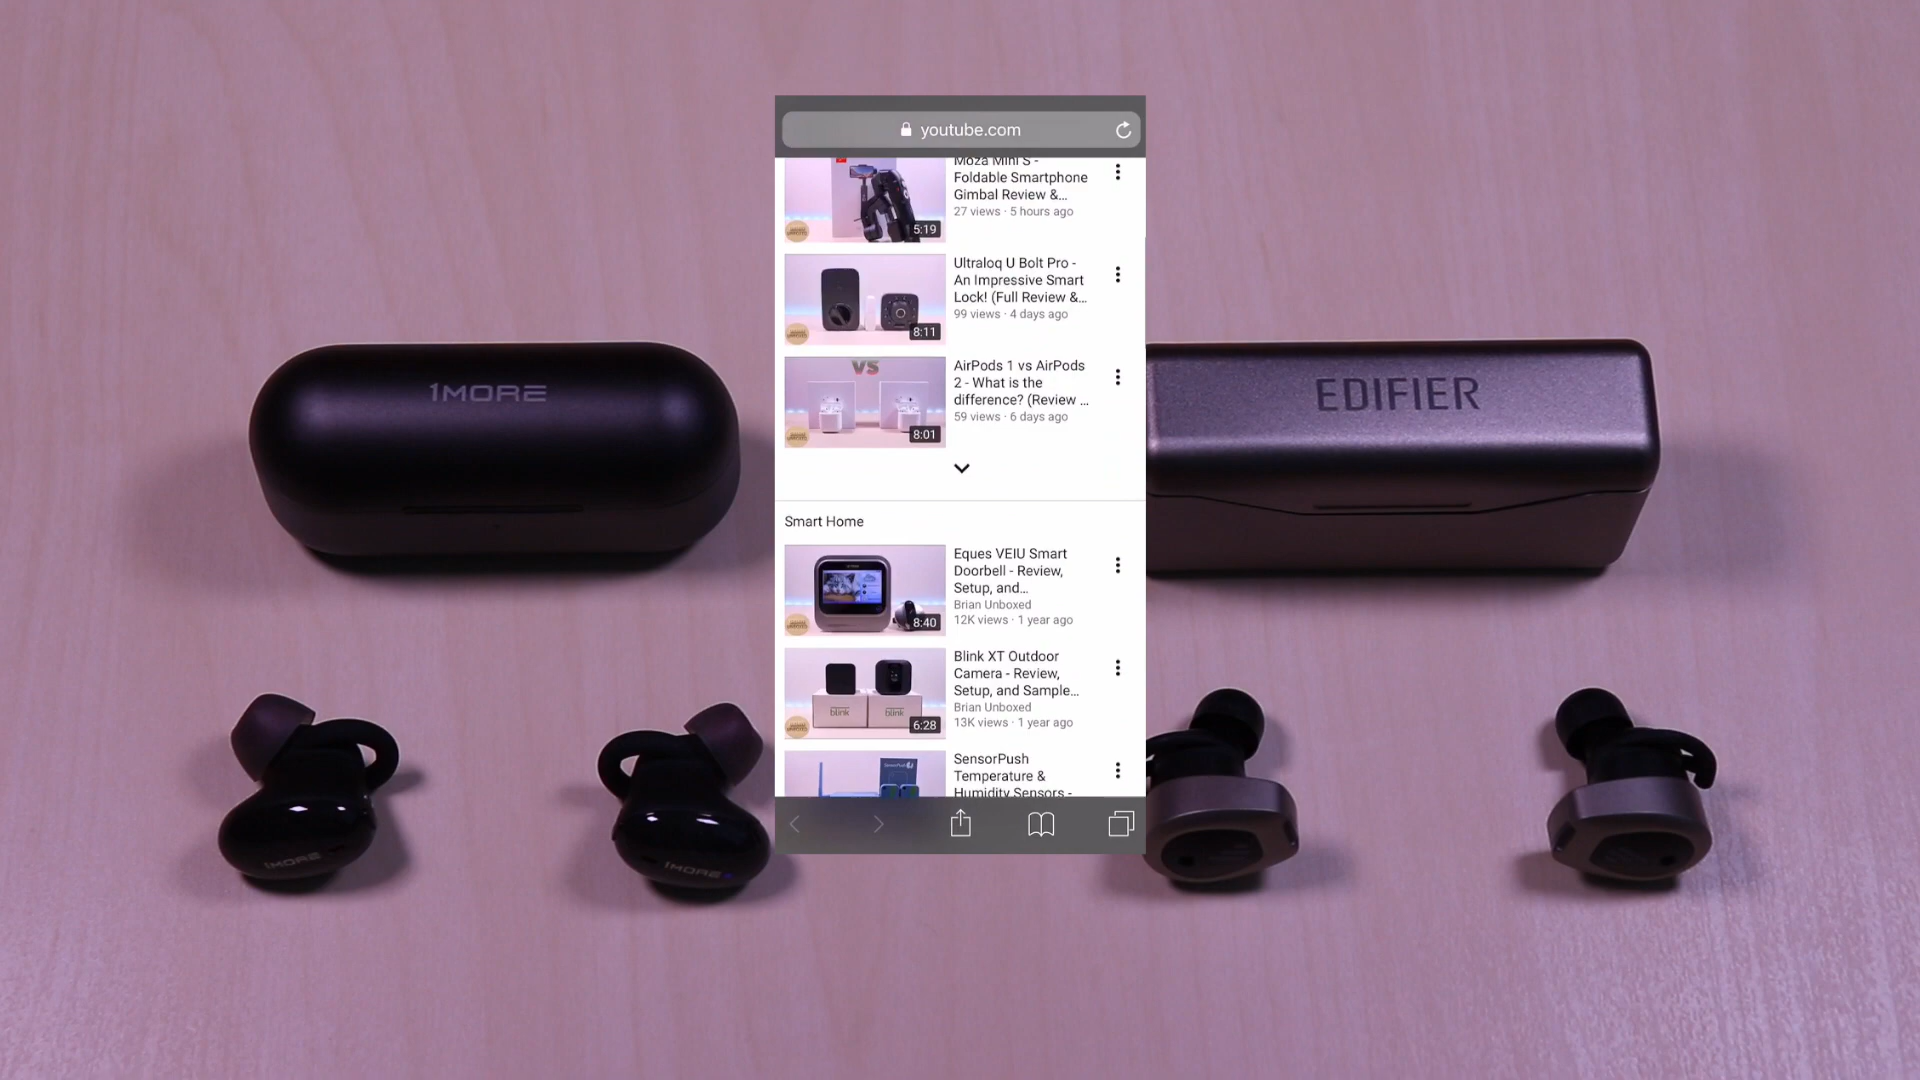 youtube.com
Moza Mini S -
Foldable Smartphone
Gimbal Review &...
27 views · 5 hours ago
5:19
Ultraloq U Bolt Pro -
An Impressive Smart
Lock! (Full Review &...
99 views · 4 days ago
8:11
VS
AirPods 1 vs AirPods
2 - What is the
difference? (Review ...
59 views · 6 days ago
8:01
Smart Home
Eques VEIU Smart
Doorbell - Review,
Setup, and...
Brian Unboxed
12K views · 1 year ago
8:40
Blink XT Outdoor
Camera - Review,
Setup, and Sample...
Brian Unboxed
13K views · 1 year ago
blink
blink
6:28
SensorPush
Temperature &
Humidity Sensors -
1MORE
EDIFIER
1MORE
1MORE